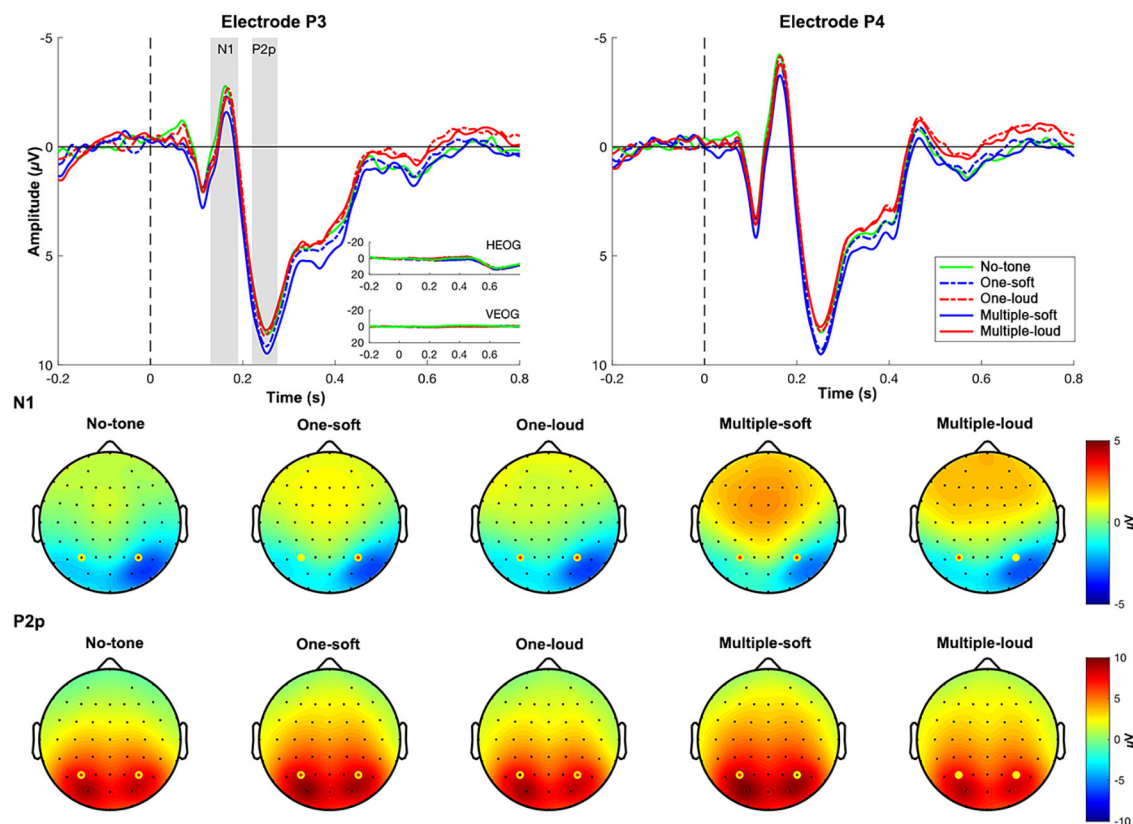 Electrode P3
Electrode P4
-5
0
5
10
Amplitude (µV)
N1
P2p
HEOG
-20
0
20
-0.2 0 0.2 0.4 0.6
VEOG
-20
0
20
-0.2 0 0.2 0.4 0.6
-0.2 0 0.2 0.4 0.6 0.8
Time (s)
-5
0
5
10
No-tone
One-soft
One-loud
Multiple-soft
Multiple-loud
-0.2 0 0.2 0.4 0.6 0.8
Time (s)
N1
No-tone One-soft One-loud Multiple-soft Multiple-loud
5
0
-5
µV
P2p
No-tone One-soft One-loud Multiple-soft Multiple-loud
10
5
0
-5
-10
µV